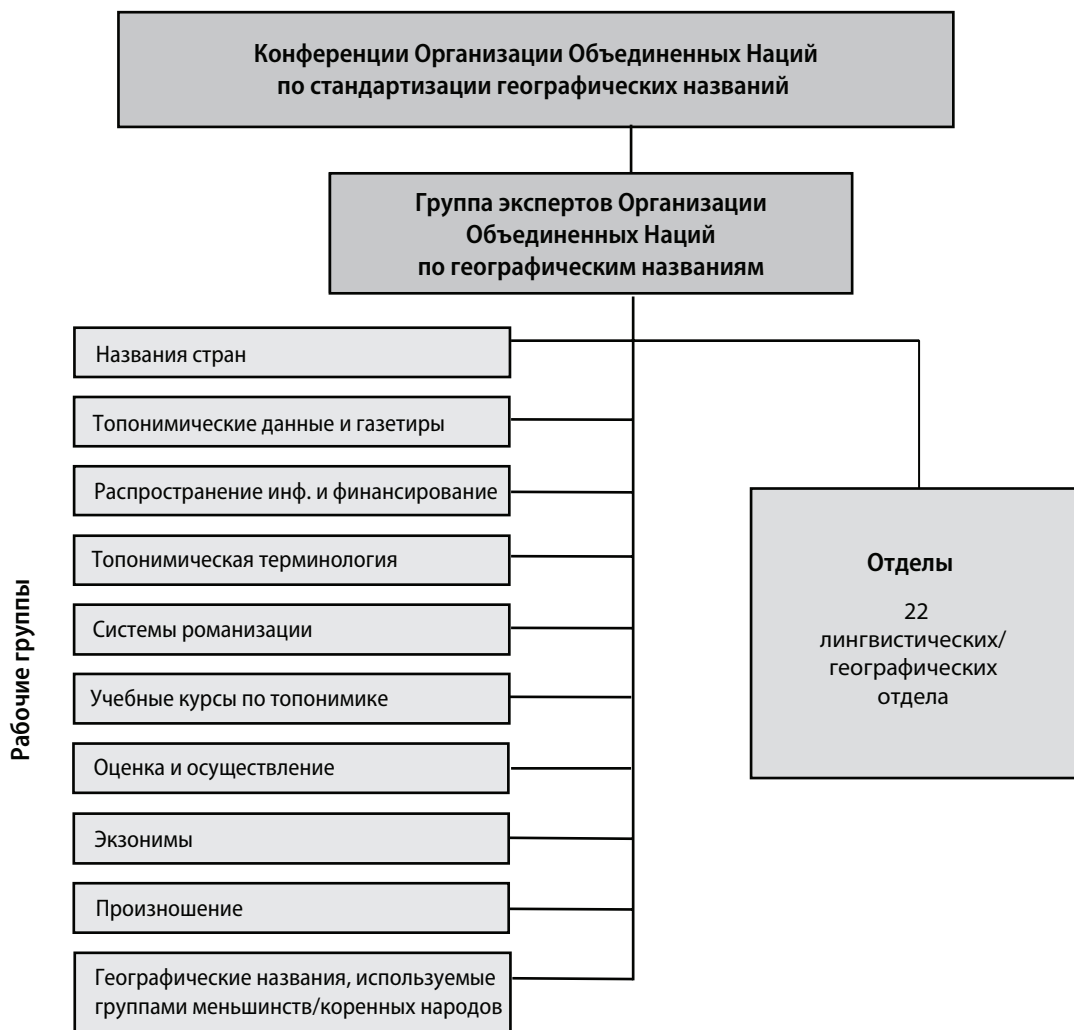 Конференции Организации Объединенных Наций
по стандартизации географических названий
Группа экспертов Организации
Объединенных Наций
по географическим названиям
Рабочие группы
Названия стран
Топонимические данные и газетиры
Распространение инф. и финансирование
Топонимическая терминология
Системы романизации
Учебные курсы по топонимике
Оценка и осуществление
Экзонимы
Произношение
Географические названия, используемые
группами меньшинств/коренных народов
Отделы
22
лингвистических/
географических
отдела